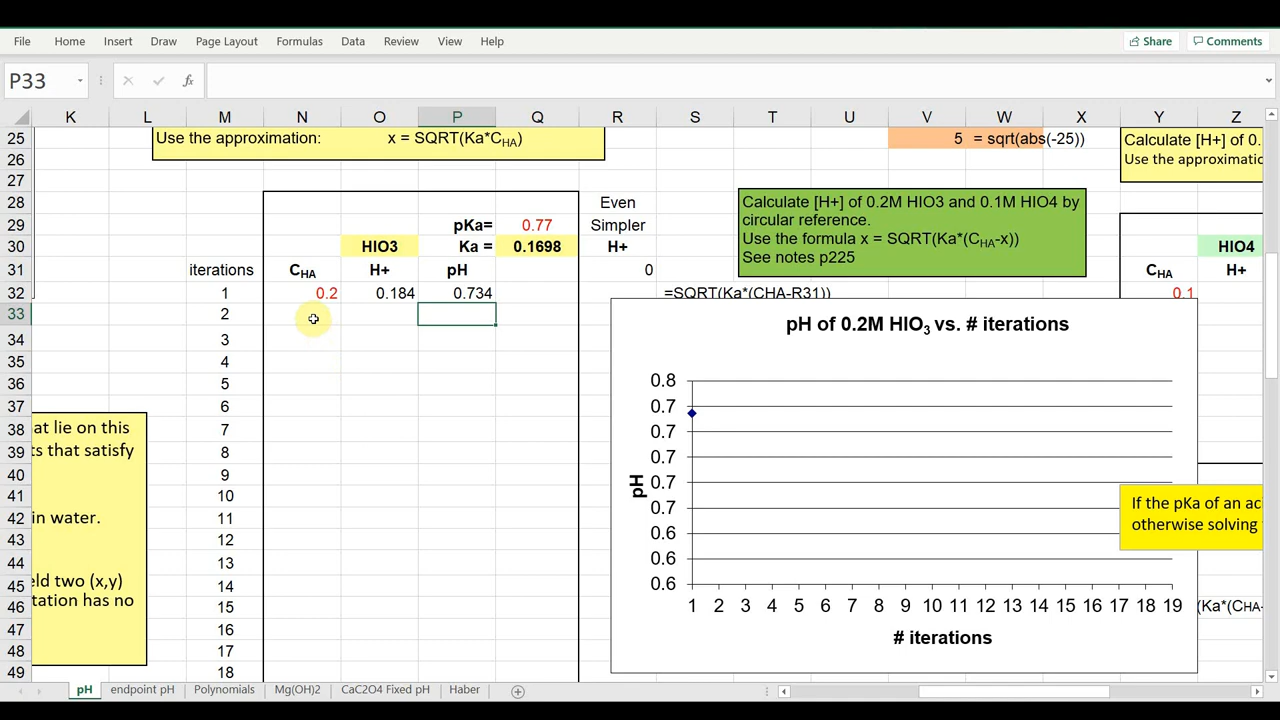 File Home Insert Draw Page Layout Formulas Data Review View Help Share Comments
P33 fx
K L M N O P Q R S T U V W X Y Z
25 Use the approximation: x = SQRT(Ka*CHA) 5 = sqrt(abs(-25)) Calculate [H+] of 0.
26 Use the approximatio
27
28 Even Calculate [H+] of 0.2M HIO3 and 0.1M HIO4 by
29 pKa= 0.77 Simpler circular reference.
30 HIO3 Ka = 0.1698 H+ Use the formula x = SQRT(Ka*(CHA-x)) HIO4
See notes p225
31 iterations CHA H+ pH 0 CHA H+
32 1 0.2 0.184 0.734 =SQRT(Ka*(CHA-R31)) 0.1
33 2
34 3
35 4
36 5
37 6
38 7
39 8
40 9
41 10
42 11
43 12
44 13
45 14
46 15
47 16
48 17
49 18
at lie on this
ts that satisfy
in water.
eld two (x,y)
tation has no
pH of 0.2M HIO3 vs. # iterations
0.8
0.7
0.7
0.7
0.7
0.7
0.6
0.6
0.6
pH
1 2 3 4 5 6 7 8 9 10 11 12 13 14 15 16 17 18 19
# iterations
If the pKa of an ac
otherwise solving
(Ka*(CHA-
pH endpoint pH Polynomials Mg(OH)2 CaC2O4 Fixed pH Haber